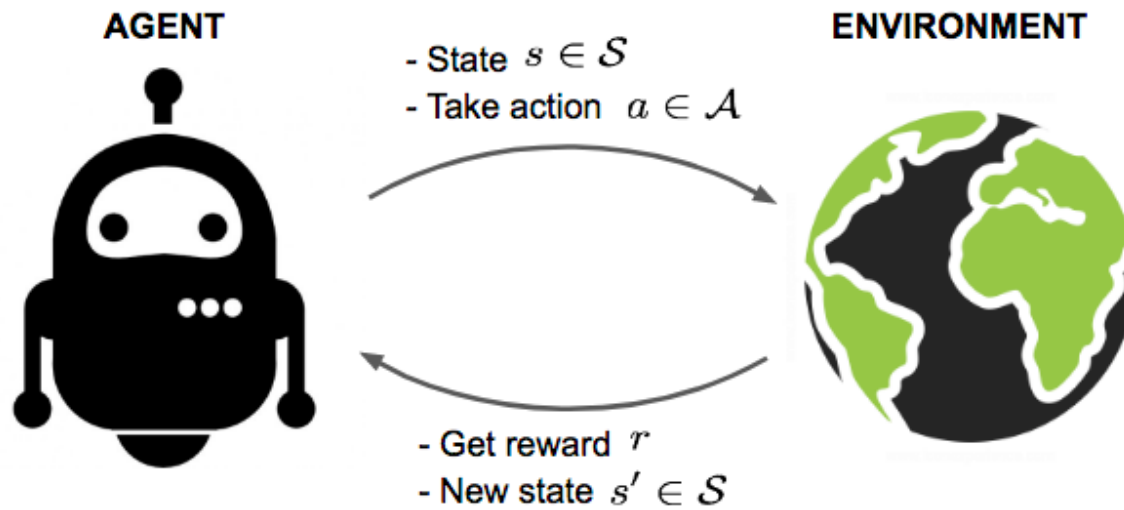 AGENT
ENVIRONMENT
- State s ∈ 𝒮
- Take action a ∈ 𝒜
- Get reward r
- New state s′ ∈ 𝒮